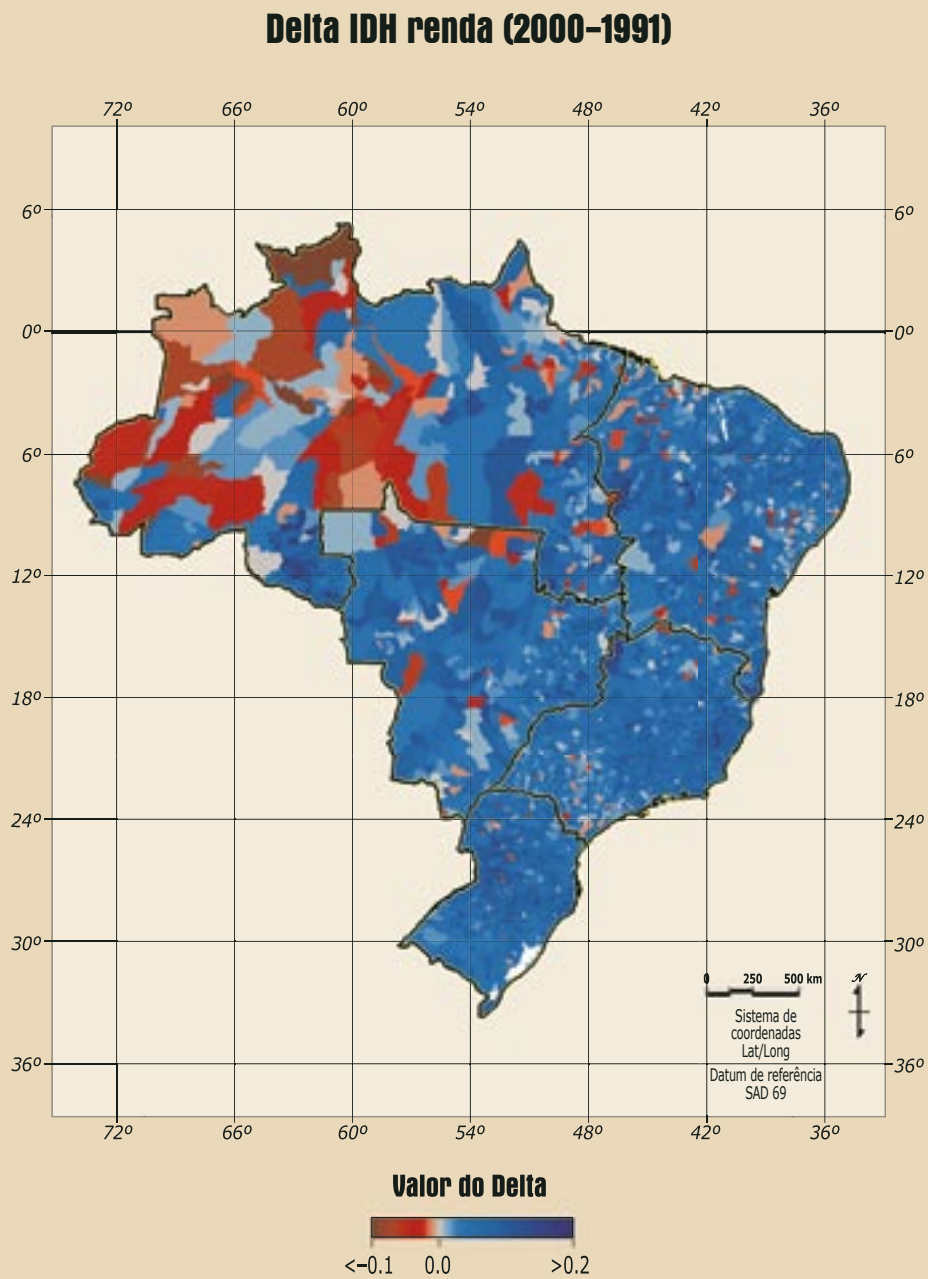 Delta IDH renda (2000–1991)
72º 66º 60º 54º 48º 42º 36º
6º 6º
0º 0º
6º 6º
12º 12º
18º 18º
24º 24º
30º 30º
0 250 500 km N
Sistema de
coordenadas
Lat/Long
36º 36º
Datum de referência
SAD 69
72º 66º 60º 54º 48º 42º 36º
Valor do Delta
<−0.1 0.0 >0.2